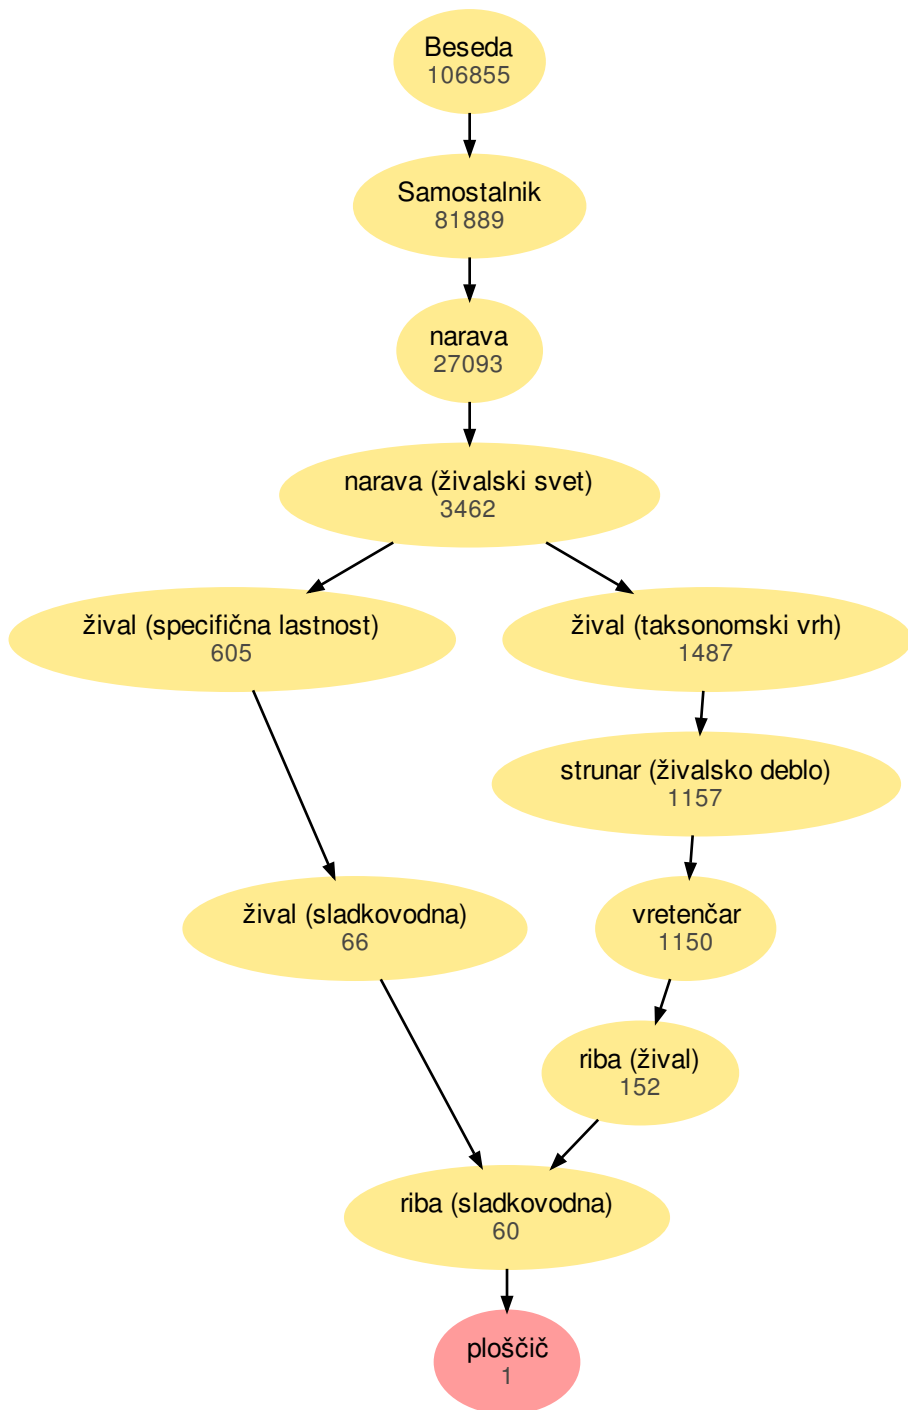 Beseda
106855
Samostalnik
81889
narava
27093
narava (živalski svet)
3462
žival (specifična lastnost)
605
žival (taksonomski vrh)
1487
strunar (živalsko deblo)
1157
žival (sladkovodna)
66
vretenčar
1150
riba (žival)
152
riba (sladkovodna)
60
ploščič
1